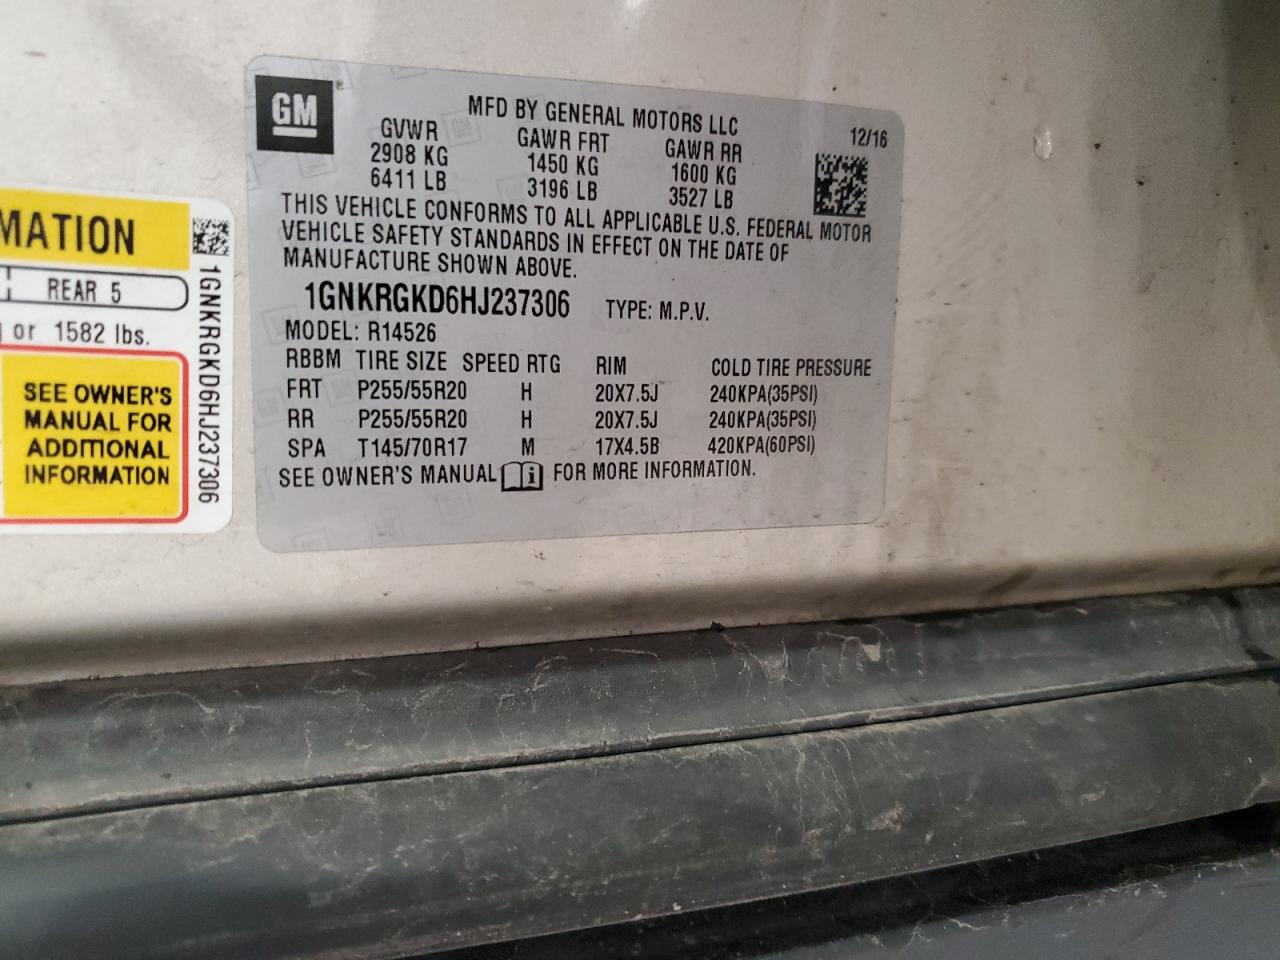 MATION
REAR 5
or 1582 lbs.
SEE OWNER'S
MANUAL FOR
ADDITIONAL
INFORMATION
1GNKRGKD6HJ237306
GM
MFD BY GENERAL MOTORS LLC
12/16
GVWR GAWR FRT GAWR RR
2908 KG 1450 KG 1600 KG
6411 LB 3196 LB 3527 LB
THIS VEHICLE CONFORMS TO ALL APPLICABLE U.S. FEDERAL MOTOR
VEHICLE SAFETY STANDARDS IN EFFECT ON THE DATE OF
MANUFACTURE SHOWN ABOVE.
1GNKRGKD6HJ237306 TYPE: M.P.V.
MODEL: R14526
RBBM TIRE SIZE SPEED RTG RIM COLD TIRE PRESSURE
FRT P255/55R20 H 20X7.5J 240KPA(35PSI)
RR P255/55R20 H 20X7.5J 240KPA(35PSI)
SPA T145/70R17 M 17X4.5B 420KPA(60PSI)
SEE OWNER'S MANUAL i FOR MORE INFORMATION.